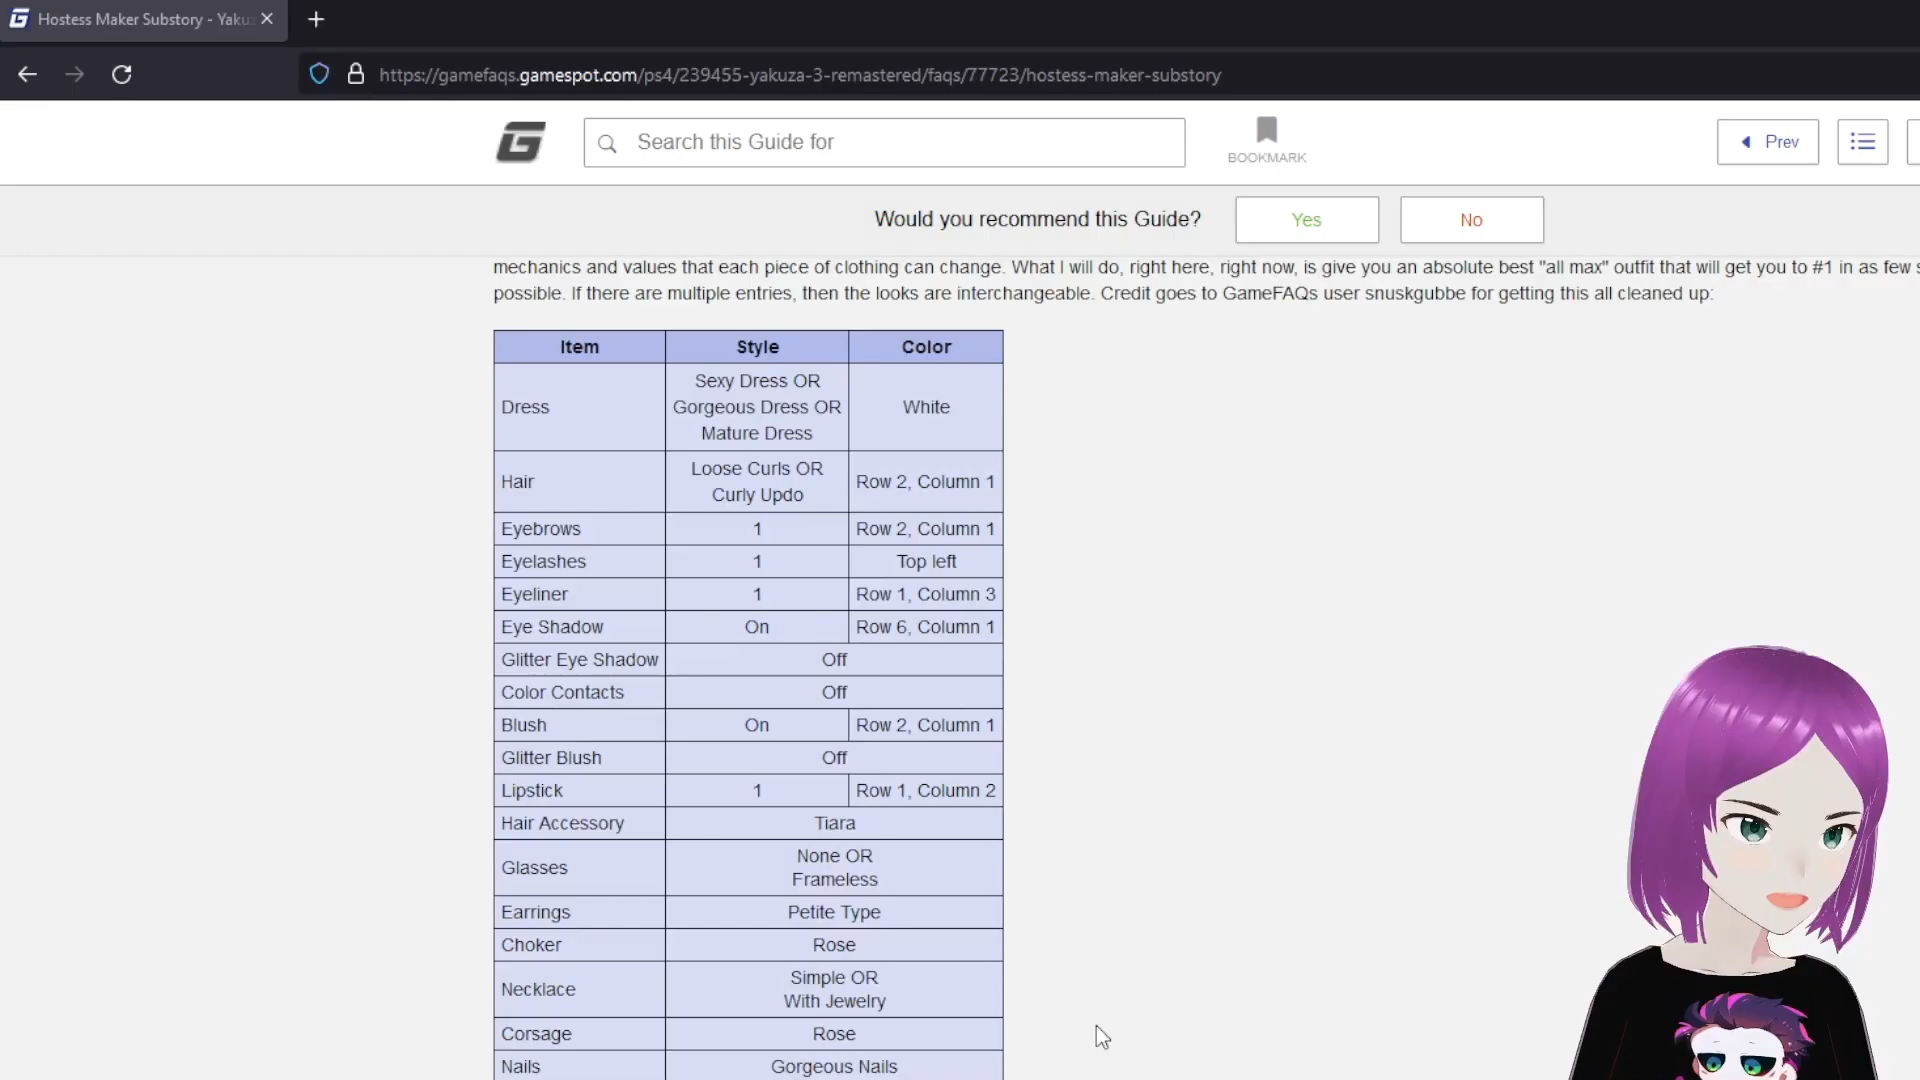 Hostess Maker Substory - Yaku
https://gamefaqs.gamespot.com/ps4/239455-yakuza-3-remastered/faqs/77723/hostess-maker-substory
Search this Guide for
BOOKMARK
Prev
Would you recommend this Guide?
Yes
No
mechanics and values that each piece of clothing can change. What I will do, right here, right now, is give you an absolute best "all max" outfit that will get you to #1 in as few s
possible. If there are multiple entries, then the looks are interchangeable. Credit goes to GameFAQs user snuskgubbe for getting this all cleaned up:
Item Style Color
Dress Sexy Dress OR Gorgeous Dress OR Mature Dress White
Hair Loose Curls OR Curly Updo Row 2, Column 1
Eyebrows 1 Row 2, Column 1
Eyelashes 1 Top left
Eyeliner 1 Row 1, Column 3
Eye Shadow On Row 6, Column 1
Glitter Eye Shadow Off
Color Contacts Off
Blush On Row 2, Column 1
Glitter Blush Off
Lipstick 1 Row 1, Column 2
Hair Accessory Tiara
Glasses None OR Frameless
Earrings Petite Type
Choker Rose
Necklace Simple OR With Jewelry
Corsage Rose
Nails Gorgeous Nails